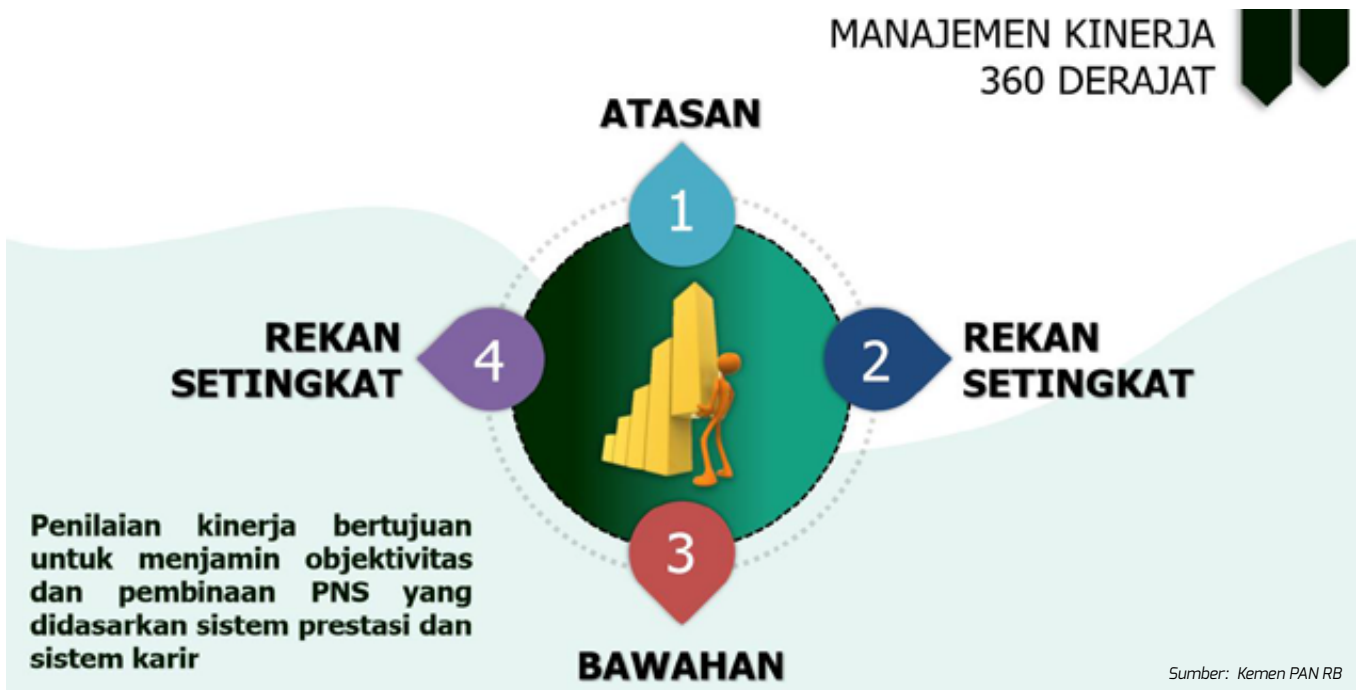 MANAJEMEN KINERJA
360 DERAJAT
ATASAN
1
REKAN
SETINGKAT
4
2
REKAN
SETINGKAT
3
BAWAHAN
Penilaian kinerja bertujuan
untuk menjamin objektivitas
dan pembinaan PNS yang
didasarkan sistem prestasi dan
sistem karir
Sumber: Kemen PAN RB